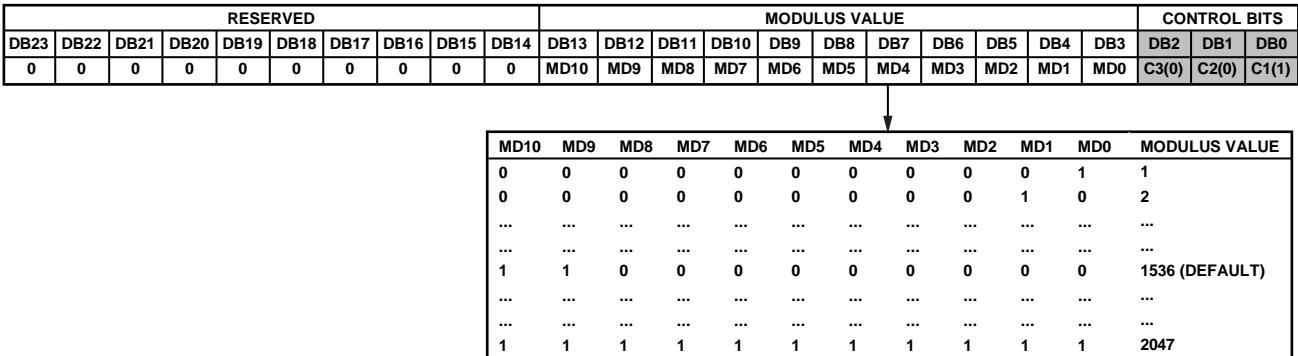 RESERVED MODULUS VALUE CONTROL BITS
DB23 DB22 DB21 DB20 DB19 DB18 DB17 DB16 DB15 DB14 DB13 DB12 DB11 DB10 DB9 DB8 DB7 DB6 DB5 DB4 DB3 DB2 DB1 DB0
0 0 0 0 0 0 0 0 0 0 MD10 MD9 MD8 MD7 MD6 MD5 MD4 MD3 MD2 MD1 MD0 C3(0) C2(0) C1(1)
MD10 MD9 MD8 MD7 MD6 MD5 MD4 MD3 MD2 MD1 MD0 MODULUS VALUE
0 0 0 0 0 0 0 0 0 0 1 1
0 0 0 0 0 0 0 0 0 1 0 2
... ... ... ... ... ... ... ... ... ... ... ...
... ... ... ... ... ... ... ... ... ... ... ...
1 1 0 0 0 0 0 0 0 0 0 1536 (DEFAULT)
... ... ... ... ... ... ... ... ... ... ... ...
... ... ... ... ... ... ... ... ... ... ... ...
1 1 1 1 1 1 1 1 1 1 1 2047